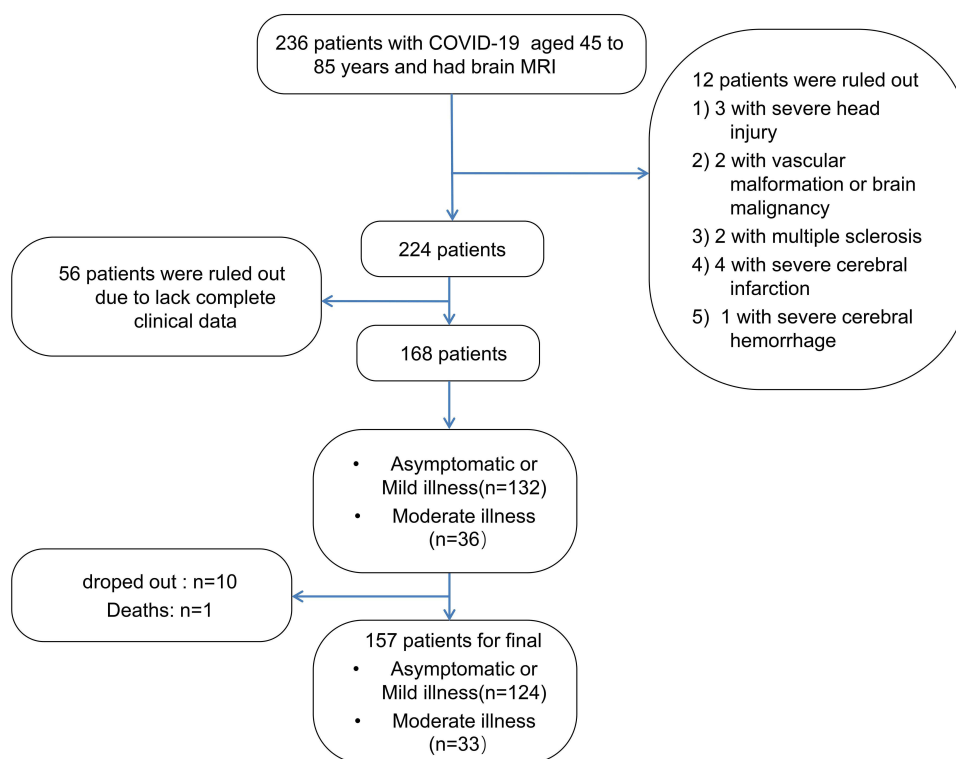 236 patients with COVID-19 aged 45 to
85 years and had brain MRI
12 patients were ruled out
1) 3 with severe head
injury
2) 2 with vascular
malformation or brain
malignancy
3) 2 with multiple sclerosis
4) 4 with severe cerebral
infarction
5) 1 with severe cerebral
hemorrhage
224 patients
56 patients were ruled out
due to lack complete
clinical data
168 patients
• Asymptomatic or
Mild illness(n=132)
• Moderate illness
(n=36）
droped out : n=10
Deaths: n=1
157 patients for final
• Asymptomatic or
Mild illness(n=124)
• Moderate illness
(n=33）